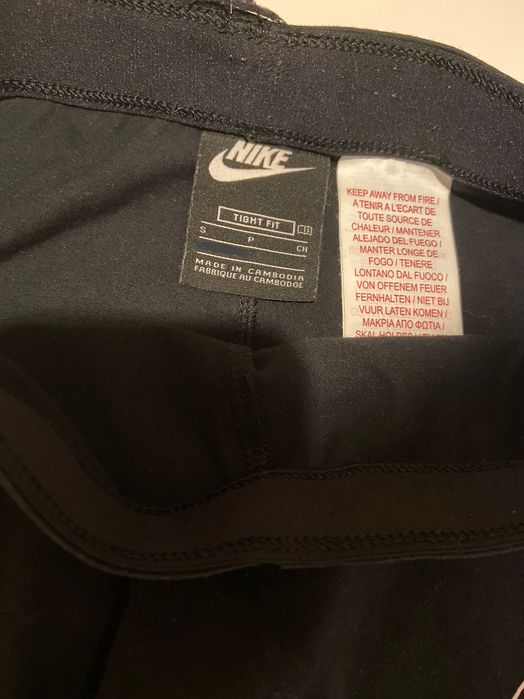 NIKE
TIGHT FIT
S P CH
MADE IN CAMBODIA
FABRIQUE AU CAMBODGE
KEEP AWAY FROM FIRE /
A TENIR A L'ECART DE
TOUTE SOURCE DE
CHALEUR / MANTENER
ALEJADO DEL FUEGO /
MANTER LONGE DE
FOGO / TENERE
LONTANO DAL FUOCO /
VON OFFENEM FEUER
FERNHALTEN / NIET BIJ
VUUR LATEN KOMEN /
ΜΑΚΡΙΑ ΑΠΟ ΦΩΤΙΑ /